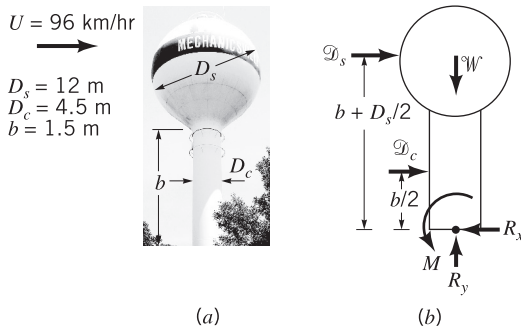 U = 96 km/hr
D_s = 12 m
D_c = 4.5 m
b = 1.5 m
MECHANICS
D_s
D_c
b
(a)
𝒟_s
𝒲
b + D_s/2
𝒟_c
b/2
R_x
M
R_y
(b)